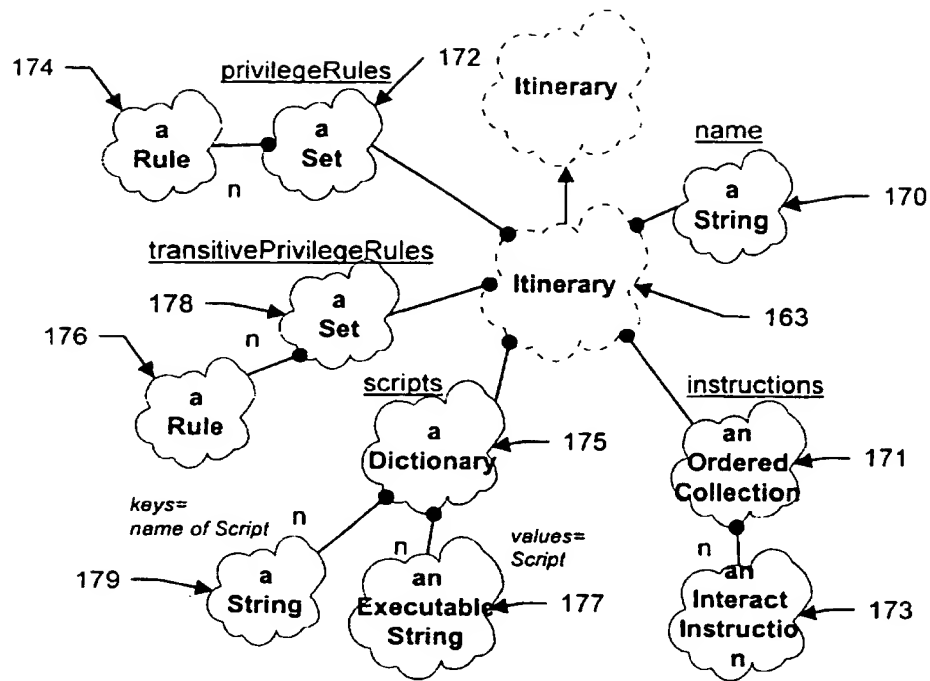 174
privilegeRules
172
Itinerary
a
Rule
n
a
Set
name
a
String
170
transitivePrivilegeRules
178
a
Set
n
176
a
Rule
Itinerary
163
scripts
a
Dictionary
175
instructions
an
Ordered
Collection
171
keys=
name of Script
n
179
a
String
n
values=
Script
an
Executable
String
177
n
an
Interact
Instructio
n
173